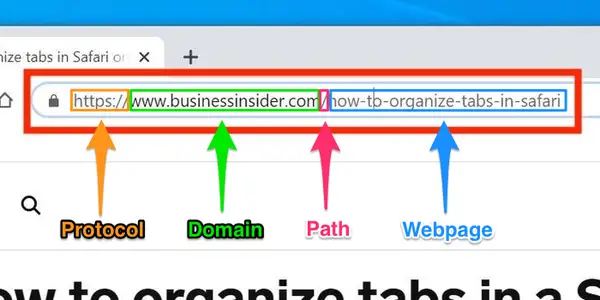 nize tabs in Safari or
https://www.businessinsider.com/how-to-organize-tabs-in-safari
Protocol Domain Path Webpage
ow to organize tabs in a S